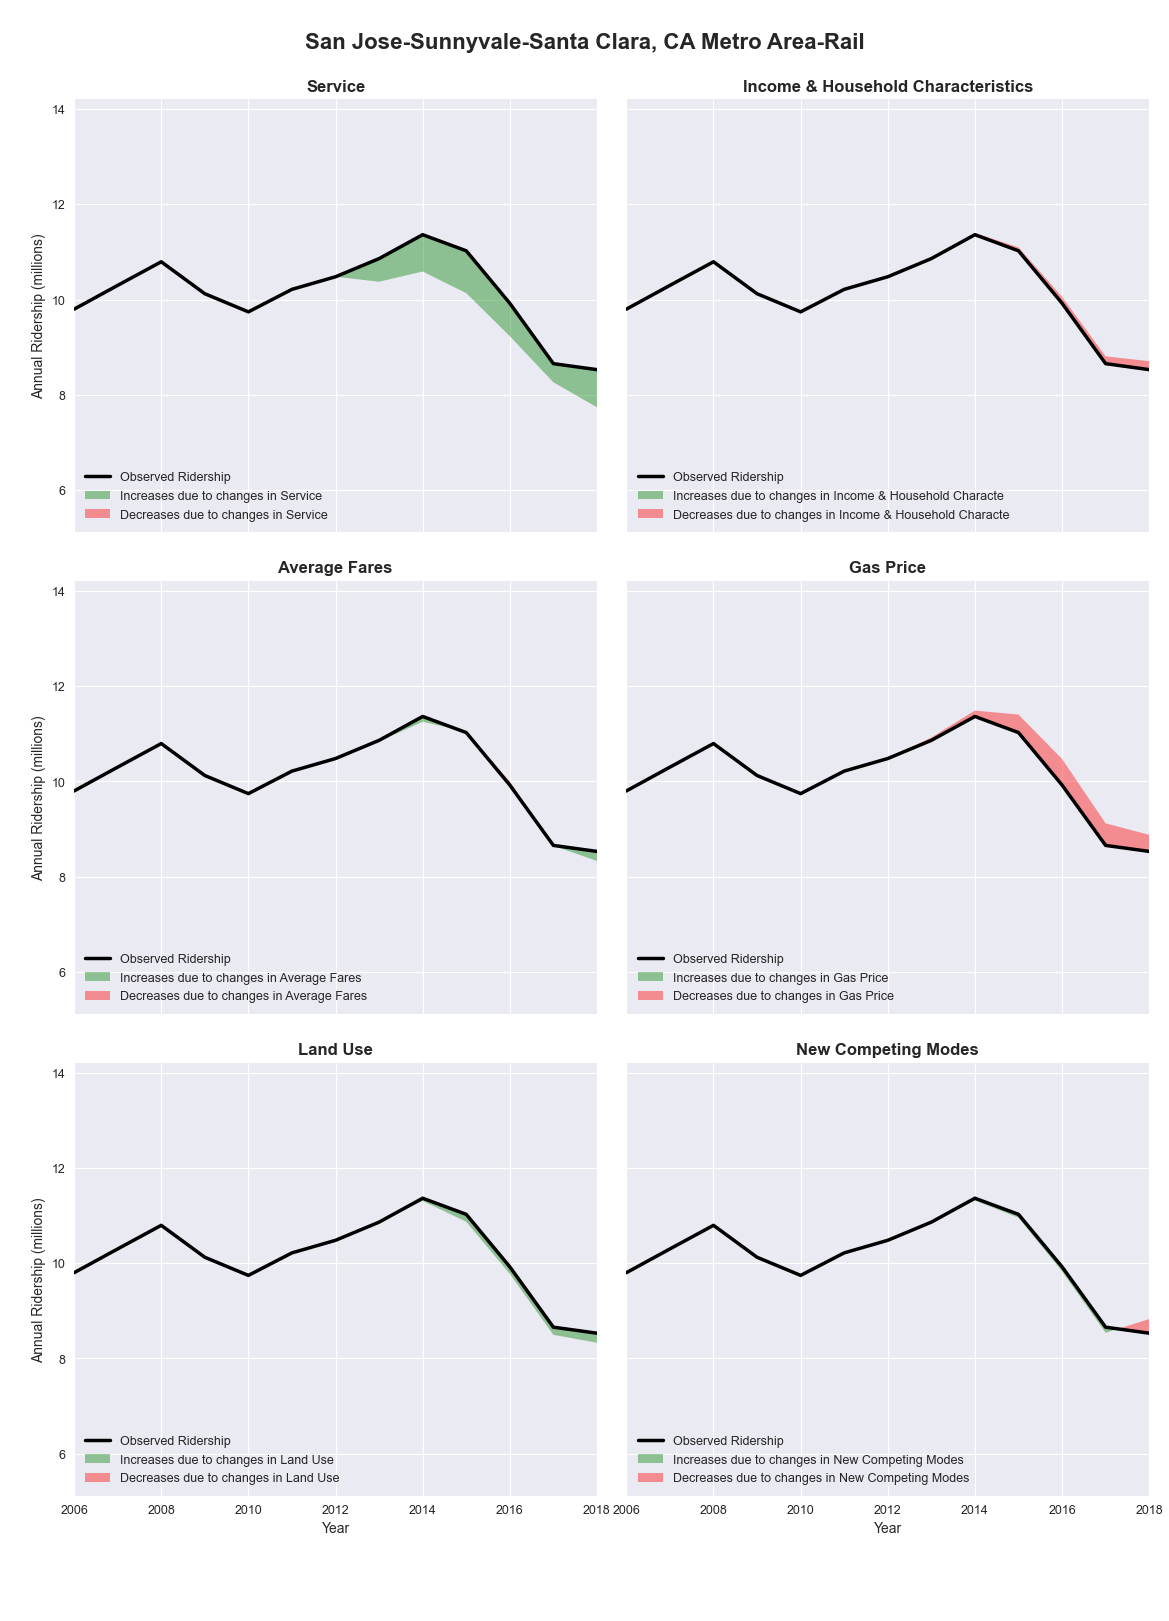 San Jose-Sunnyvale-Santa Clara, CA Metro Area-Rail
Service
Income & Household Characteristics
14
12
10
8
6
Annual Ridership (millions)
Observed Ridership
Increases due to changes in Service
Decreases due to changes in Service
Observed Ridership
Increases due to changes in Income & Household Characte
Decreases due to changes in Income & Household Characte
Average Fares
Gas Price
14
12
10
8
6
Annual Ridership (millions)
Observed Ridership
Increases due to changes in Average Fares
Decreases due to changes in Average Fares
Observed Ridership
Increases due to changes in Gas Price
Decreases due to changes in Gas Price
Land Use
New Competing Modes
14
12
10
8
6
Annual Ridership (millions)
Observed Ridership
Increases due to changes in Land Use
Decreases due to changes in Land Use
Observed Ridership
Increases due to changes in New Competing Modes
Decreases due to changes in New Competing Modes
2006 2008 2010 2012 2014 2016 2018
2006 2008 2010 2012 2014 2016 2018
Year
Year